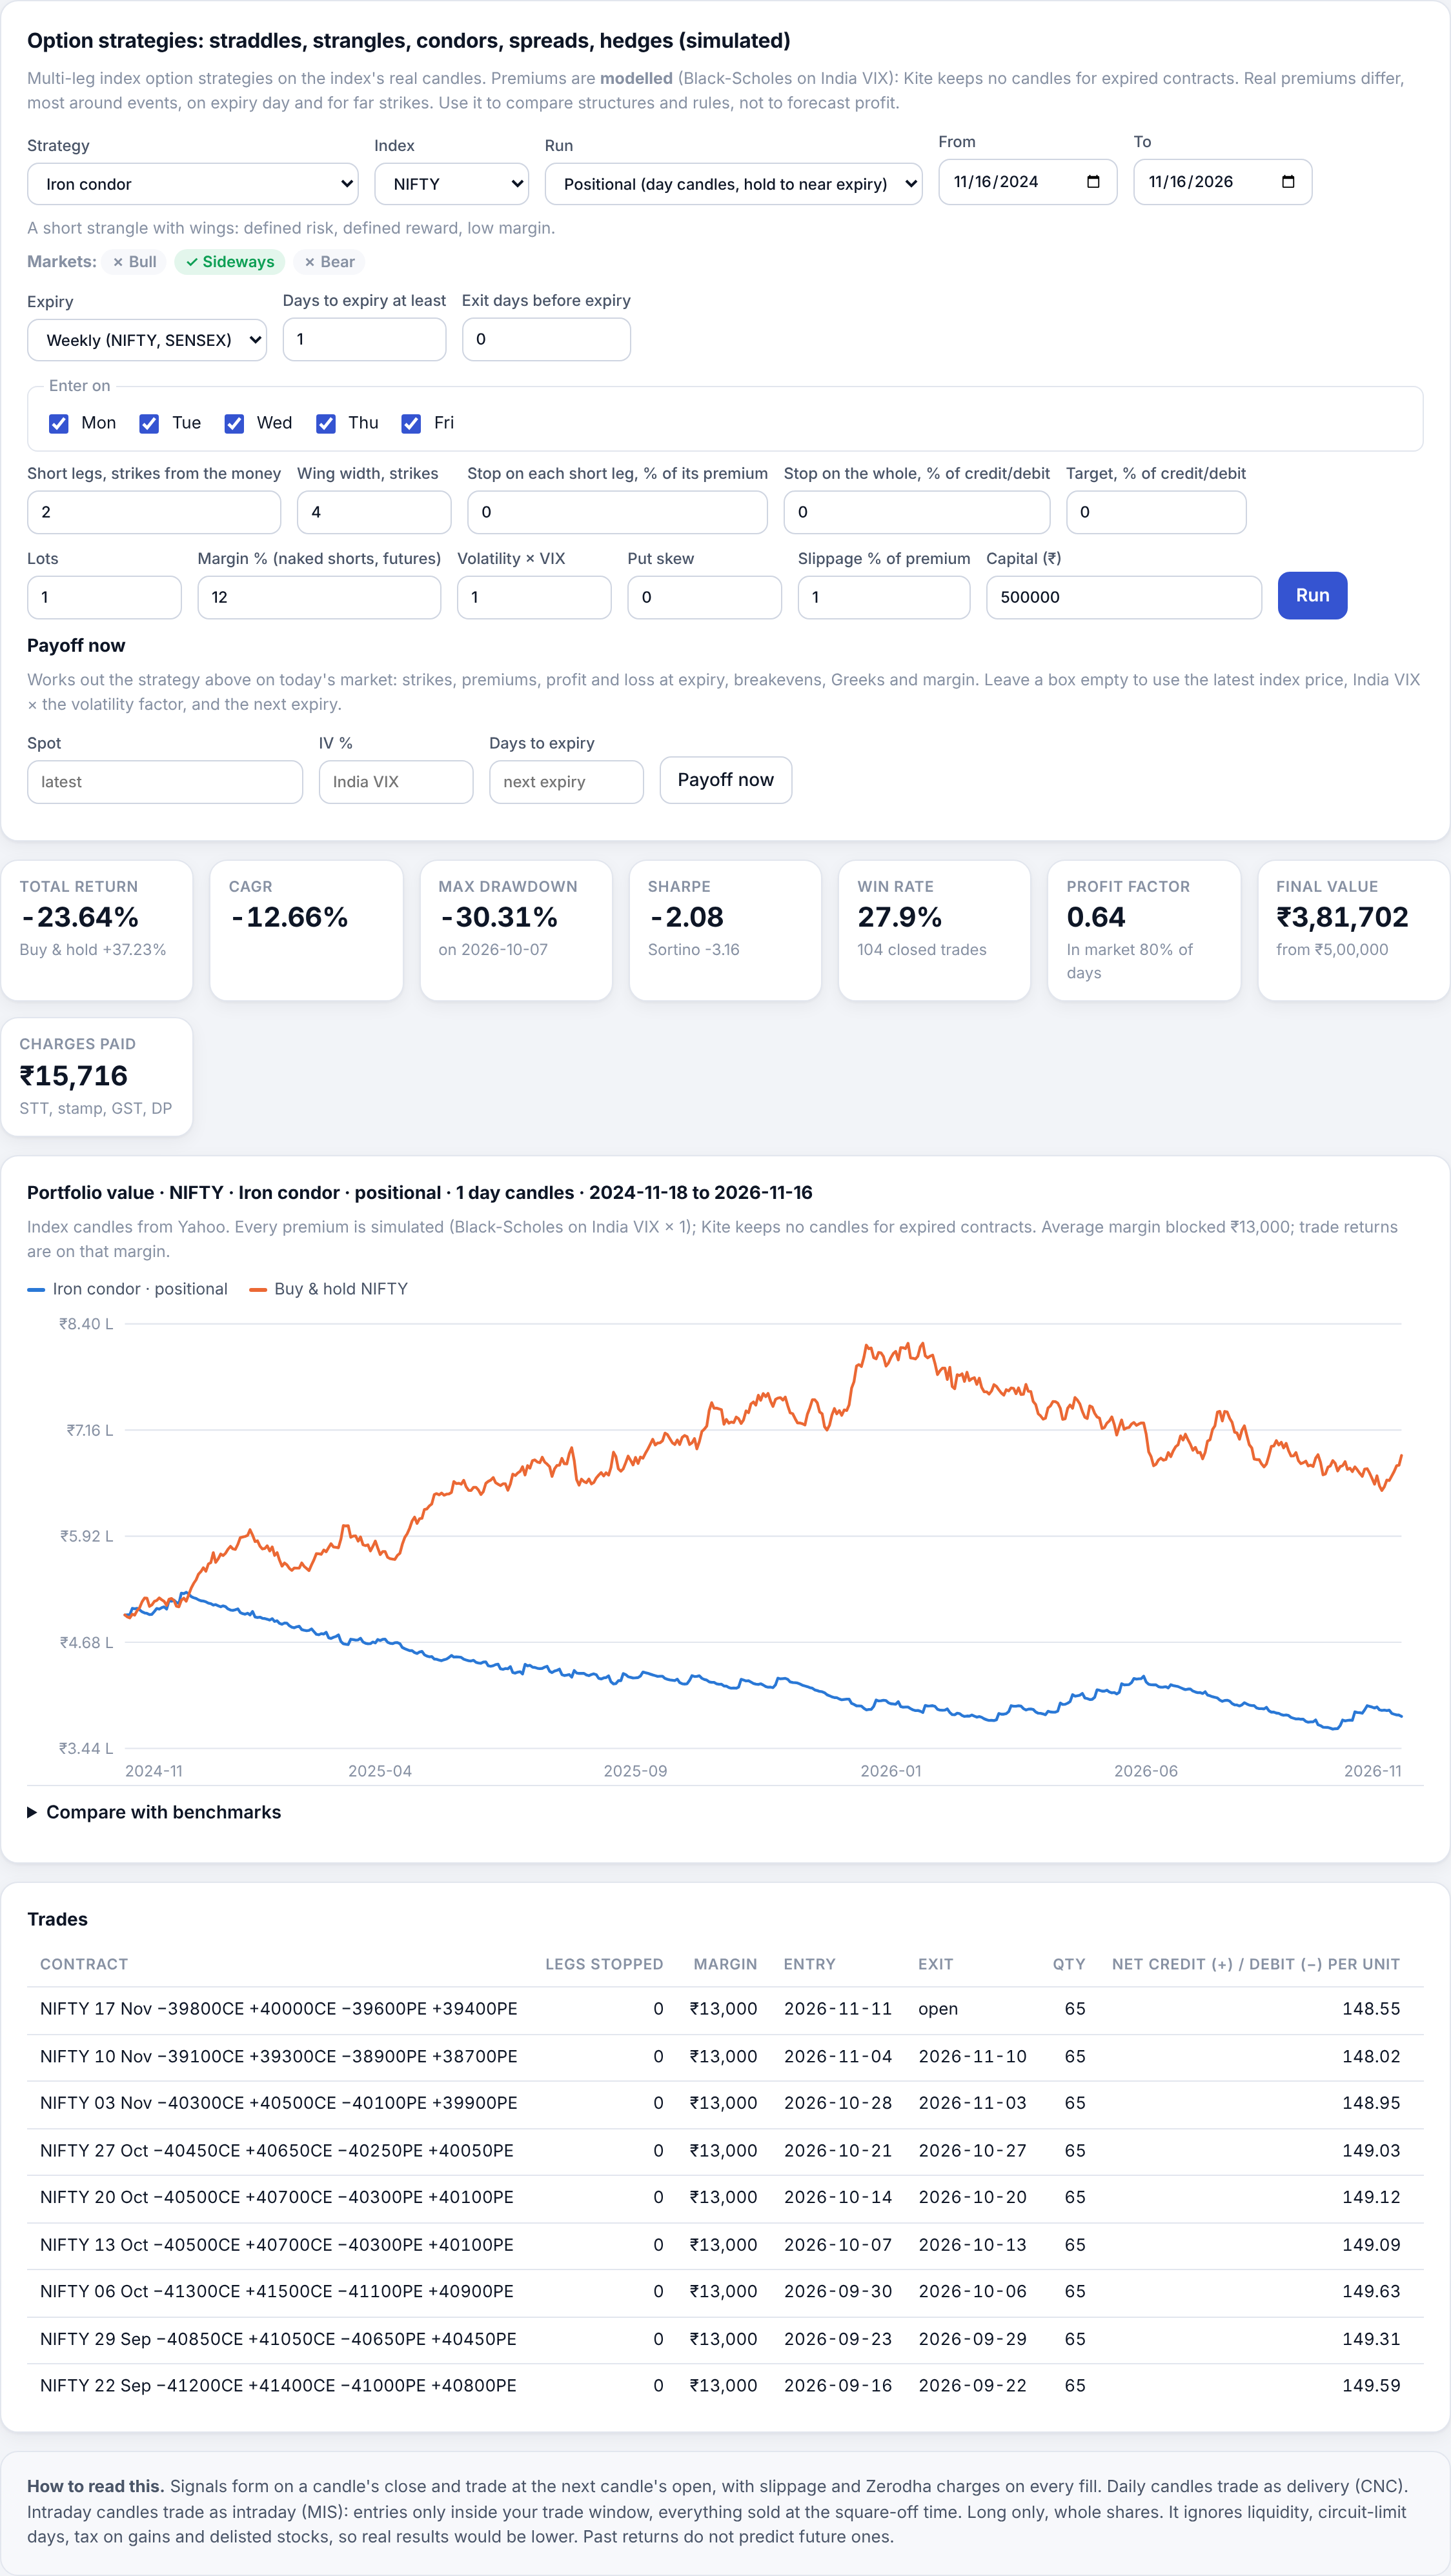 Option strategies: straddles, strangles, condors, spreads, hedges (simulated)
Multi-leg index option strategies on the index's real candles. Premiums are modelled (Black-Scholes on India VIX): Kite keeps no candles for expired contracts. Real premiums differ,
most around events, on expiry day and for far strikes. Use it to compare structures and rules, not to forecast profit.
Strategy Index Run From To
Iron condor NIFTY Positional (day candles, hold to near expiry) 11/16/2024 11/16/2026
A short strangle with wings: defined risk, defined reward, low margin.
Markets: × Bull ✓ Sideways × Bear
Expiry Days to expiry at least Exit days before expiry
Weekly (NIFTY, SENSEX) 1 0
Enter on
Mon Tue Wed Thu Fri
Short legs, strikes from the money Wing width, strikes Stop on each short leg, % of its premium Stop on the whole, % of credit/debit Target, % of credit/debit
2 4 0 0 0
Lots Margin % (naked shorts, futures) Volatility × VIX Put skew Slippage % of premium Capital (₹)
1 12 1 0 1 500000 Run
Payoff now
Works out the strategy above on today's market: strikes, premiums, profit and loss at expiry, breakevens, Greeks and margin. Leave a box empty to use the latest index price, India VIX
× the volatility factor, and the next expiry.
Spot IV % Days to expiry
latest India VIX next expiry Payoff now
TOTAL RETURN CAGR MAX DRAWDOWN SHARPE WIN RATE PROFIT FACTOR FINAL VALUE
-23.64% -12.66% -30.31% -2.08 27.9% 0.64 ₹3,81,702
Buy & hold +37.23% on 2026-10-07 Sortino -3.16 104 closed trades In market 80% of from ₹5,00,000
days
CHARGES PAID
₹15,716
STT, stamp, GST, DP
Portfolio value · NIFTY · Iron condor · positional · 1 day candles · 2024-11-18 to 2026-11-16
Index candles from Yahoo. Every premium is simulated (Black-Scholes on India VIX × 1); Kite keeps no candles for expired contracts. Average margin blocked ₹13,000; trade returns
are on that margin.
Iron condor · positional Buy & hold NIFTY
₹8.40 L
₹7.16 L
₹5.92 L
₹4.68 L
₹3.44 L
2024-11 2025-04 2025-09 2026-01 2026-06 2026-11
▶ Compare with benchmarks
Trades
CONTRACT LEGS STOPPED MARGIN ENTRY EXIT QTY NET CREDIT (+) / DEBIT (−) PER UNIT
NIFTY 17 Nov −39800CE +40000CE −39600PE +39400PE 0 ₹13,000 2026-11-11 open 65 148.55
NIFTY 10 Nov −39100CE +39300CE −38900PE +38700PE 0 ₹13,000 2026-11-04 2026-11-10 65 148.02
NIFTY 03 Nov −40300CE +40500CE −40100PE +39900PE 0 ₹13,000 2026-10-28 2026-11-03 65 148.95
NIFTY 27 Oct −40450CE +40650CE −40250PE +40050PE 0 ₹13,000 2026-10-21 2026-10-27 65 149.03
NIFTY 20 Oct −40500CE +40700CE −40300PE +40100PE 0 ₹13,000 2026-10-14 2026-10-20 65 149.12
NIFTY 13 Oct −40500CE +40700CE −40300PE +40100PE 0 ₹13,000 2026-10-07 2026-10-13 65 149.09
NIFTY 06 Oct −41300CE +41500CE −41100PE +40900PE 0 ₹13,000 2026-09-30 2026-10-06 65 149.63
NIFTY 29 Sep −40850CE +41050CE −40650PE +40450PE 0 ₹13,000 2026-09-23 2026-09-29 65 149.31
NIFTY 22 Sep −41200CE +41400CE −41000PE +40800PE 0 ₹13,000 2026-09-16 2026-09-22 65 149.59
How to read this. Signals form on a candle's close and trade at the next candle's open, with slippage and Zerodha charges on every fill. Daily candles trade as delivery (CNC).
Intraday candles trade as intraday (MIS): entries only inside your trade window, everything sold at the square-off time. Long only, whole shares. It ignores liquidity, circuit-limit
days, tax on gains and delisted stocks, so real results would be lower. Past returns do not predict future ones.